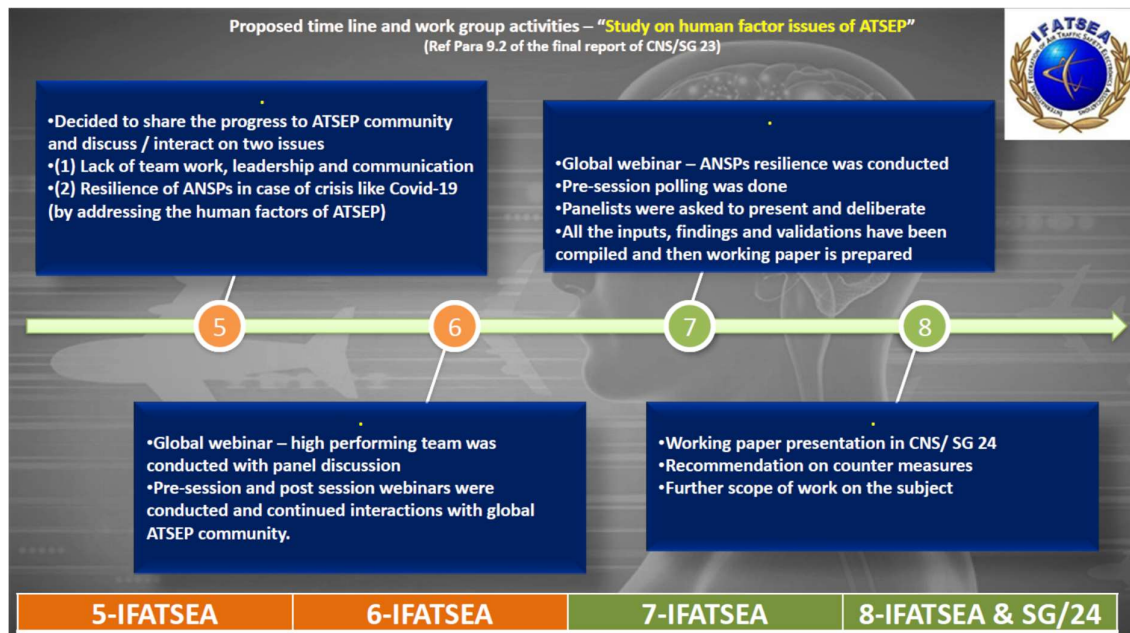 Proposed time line and work group activities – “Study on human factor issues of ATSEP”
(Ref Para 9.2 of the final report of CNS/SG 23)
IFATSEA
INTERNATIONAL FEDERATION OF AIR TRAFFIC SAFETY ELECTRONICS ASSOCIATIONS
•Decided to share the progress to ATSEP community
and discuss / interact on two issues
•(1) Lack of team work, leadership and communication
•(2) Resilience of ANSPs in case of crisis like Covid-19
(by addressing the human factors of ATSEP)
•Global webinar – ANSPs resilience was conducted
•Pre-session polling was done
•Panelists were asked to present and deliberate
•All the inputs, findings and validations have been
compiled and then working paper is prepared
5
6
7
8
•Global webinar – high performing team was
conducted with panel discussion
•Pre-session and post session webinars were
conducted and continued interactions with global
ATSEP community.
•Working paper presentation in CNS/ SG 24
•Recommendation on counter measures
•Further scope of work on the subject
5-IFATSEA
6-IFATSEA
7-IFATSEA
8-IFATSEA & SG/24